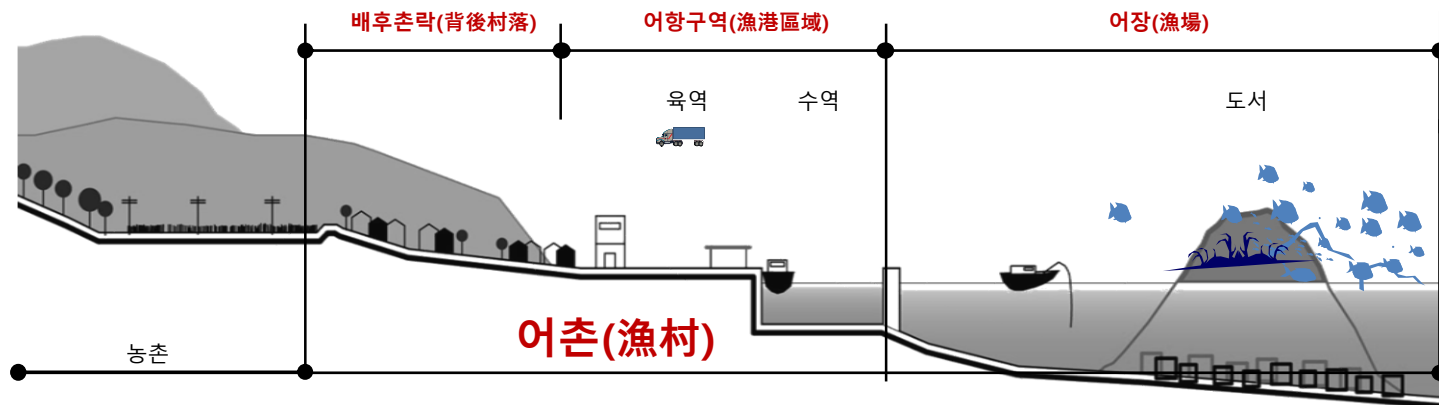 배후촌락(背後村落)
어항구역(漁港區域)
어장(漁場)
육역
수역
도서
어촌(漁村)
농촌